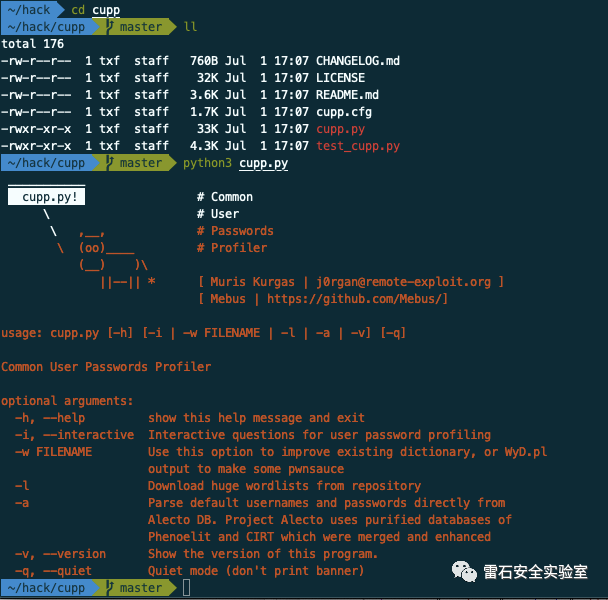 ~/hack cd cupp
~/hack/cupp master ll
total 176
-rw-r--r-- 1 txf staff 760B Jul 1 17:07 CHANGELOG.md
-rw-r--r-- 1 txf staff 32K Jul 1 17:07 LICENSE
-rw-r--r-- 1 txf staff 3.6K Jul 1 17:07 README.md
-rw-r--r-- 1 txf staff 1.7K Jul 1 17:07 cupp.cfg
-rwxr-xr-x 1 txf staff 33K Jul 1 17:07 cupp.py
-rwxr-xr-x 1 txf staff 4.3K Jul 1 17:07 test_cupp.py
~/hack/cupp master python3 cupp.py
cupp.py! # Common
\ # User
\ ,__, # Passwords
\ (oo)____ # Profiler
(__) )\
||--|| * [ Muris Kurgas | j0rgan@remote-exploit.org ]
[ Mebus | https://github.com/Mebus/]
usage: cupp.py [-h] [-i | -w FILENAME | -l | -a | -v] [-q]
Common User Passwords Profiler
optional arguments:
-h, --help show this help message and exit
-i, --interactive Interactive questions for user password profiling
-w FILENAME Use this option to improve existing dictionary, or WyD.pl
output to make some pwnsauce
-l Download huge wordlists from repository
-a Parse default usernames and passwords directly from
Alecto DB. Project Alecto uses purified databases of
Phenoelit and CIRT which were merged and enhanced
-v, --version Show the version of this program.
-q, --quiet Quiet mode (don't print banner)
~/hack/cupp master
雷石安全实验室